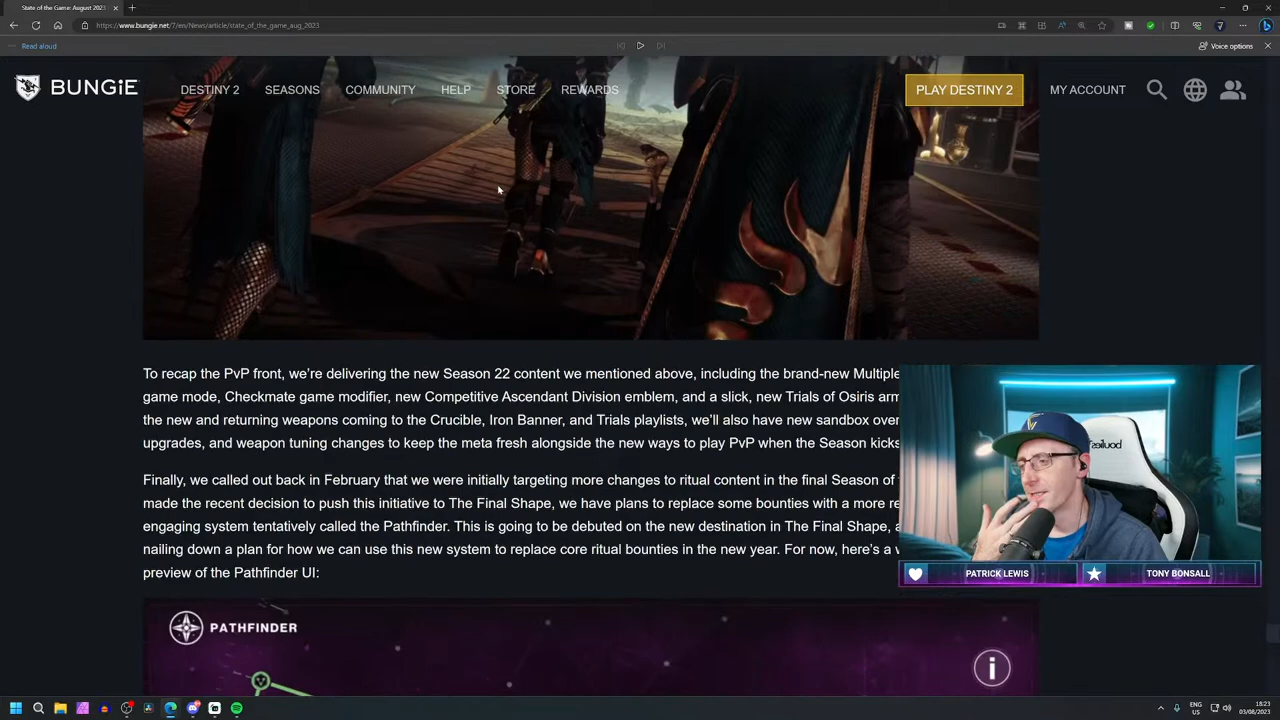 State of the Game: August 2023
https://www.bungie.net/7/en/News/article/state_of_the_game_aug_2023
Read aloud
Voice options
BUNGiE
DESTINY 2
SEASONS
COMMUNITY
HELP
STORE
REWARDS
PLAY DESTINY 2
MY ACCOUNT
To recap the PvP front, we're delivering the new Season 22 content we mentioned above, including the brand-new Multiple
game mode, Checkmate game modifier, new Competitive Ascendant Division emblem, and a slick, new Trials of Osiris arm
the new and returning weapons coming to the Crucible, Iron Banner, and Trials playlists, we'll also have new sandbox over
upgrades, and weapon tuning changes to keep the meta fresh alongside the new ways to play PvP when the Season kicks
Finally, we called out back in February that we were initially targeting more changes to ritual content in the final Season of
made the recent decision to push this initiative to The Final Shape, we have plans to replace some bounties with a more re
engaging system tentatively called the Pathfinder. This is going to be debuted on the new destination in The Final Shape, a
nailing down a plan for how we can use this new system to replace core ritual bounties in the new year. For now, here's a
preview of the Pathfinder UI:
boulies
PATRICK LEWIS
TONY BONSALL
PATHFINDER
i
ENG
US
18:23
03/08/2023